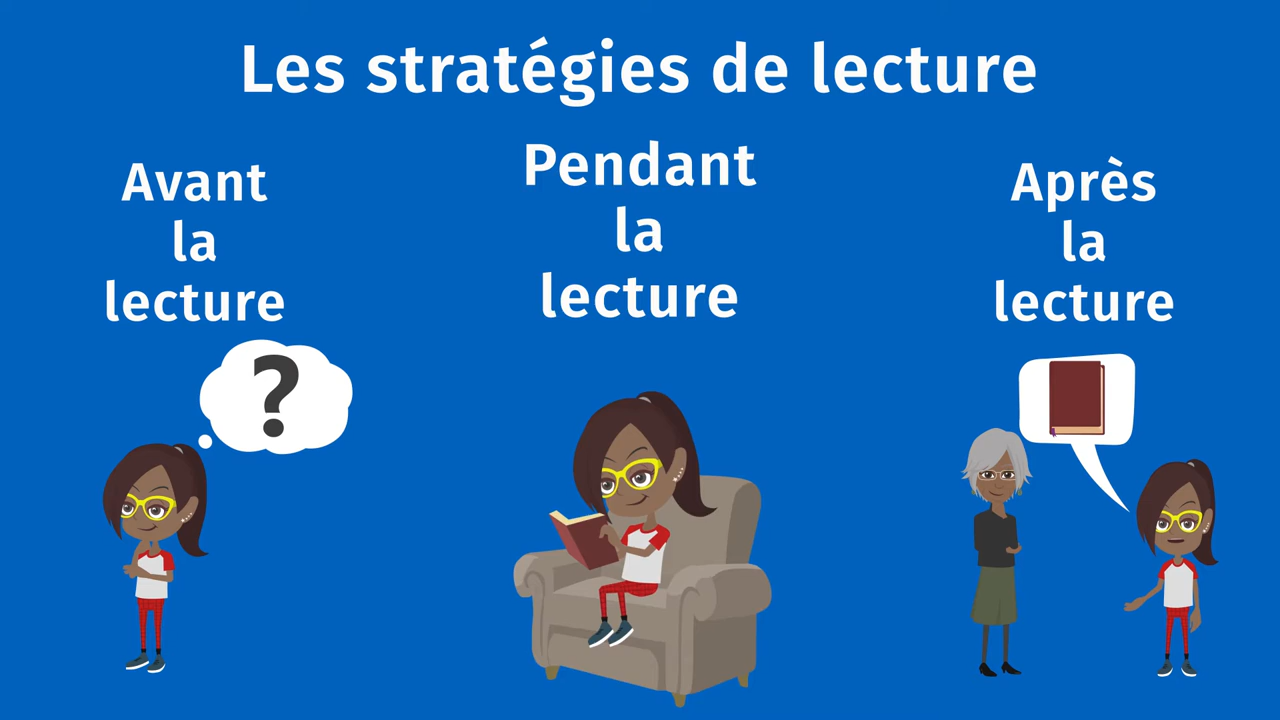 Les stratégies de lecture
Avant
la
lecture
Pendant
la
lecture
Après
la
lecture
?